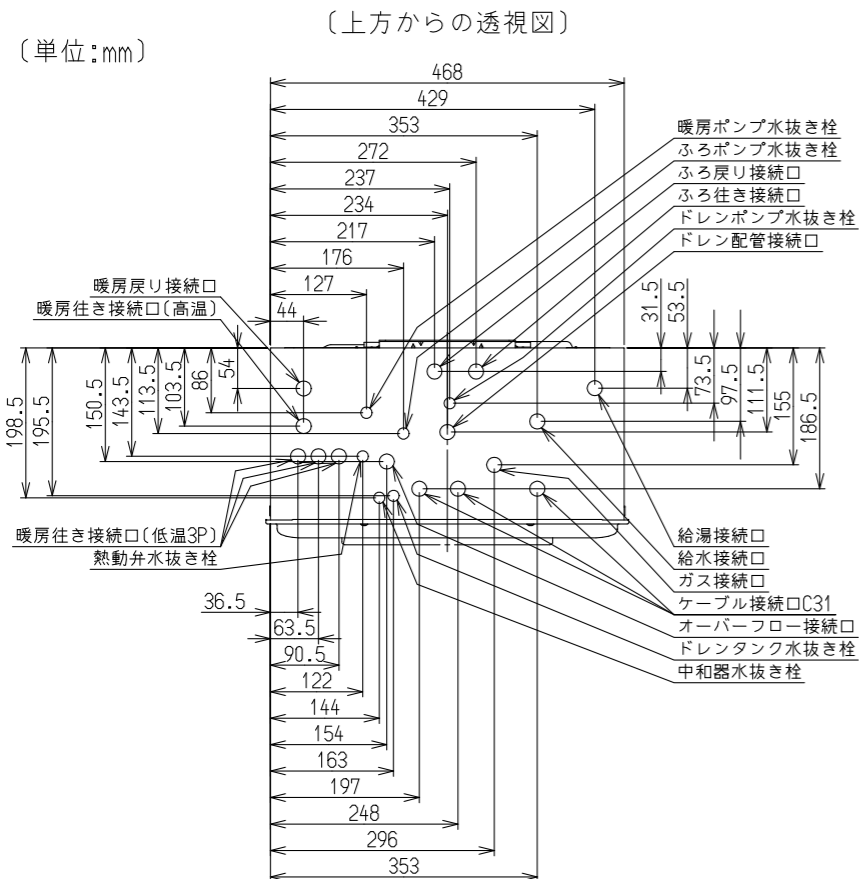 〔上方からの透視図〕
〔単位:mm〕
468
429
353
272
237
234
217
176
127
44
暖房ポンプ水抜き栓
ふろポンプ水抜き栓
ふろ戻り接続口
ふろ往き接続口
ドレンポンプ水抜き栓
ドレン配管接続口
暖房戻り接続口
暖房往き接続口(高温)
198.5
195.5
150.5
143.5
113.5
103.5
86
54
31.5
53.5
73.5
97.5
111.5
155
186.5
暖房往き接続口(低温3P)
熱動弁水抜き栓
給湯接続口
給水接続口
ガス接続口
ケーブル接続口C31
オーバーフロー接続口
ドレンタンク水抜き栓
中和器水抜き栓
36.5
63.5
90.5
122
144
154
163
197
248
296
353